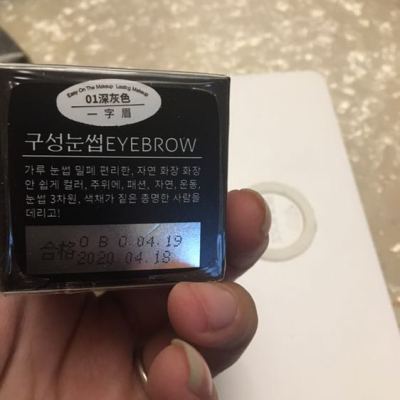 Easy On The Makeup Lasting Makeup
01深灰色
一字眉
구성눈썹EYEBROW
가루 눈썹 밀폐 편리한, 자연 화장 화장
안 쉽게 컬러, 주위에, 패션, 자연, 운동,
눈썹 3차원, 색채가 짙은 총명한 사람을
데리고!
合格 O B 0.04.19
2020.04.18